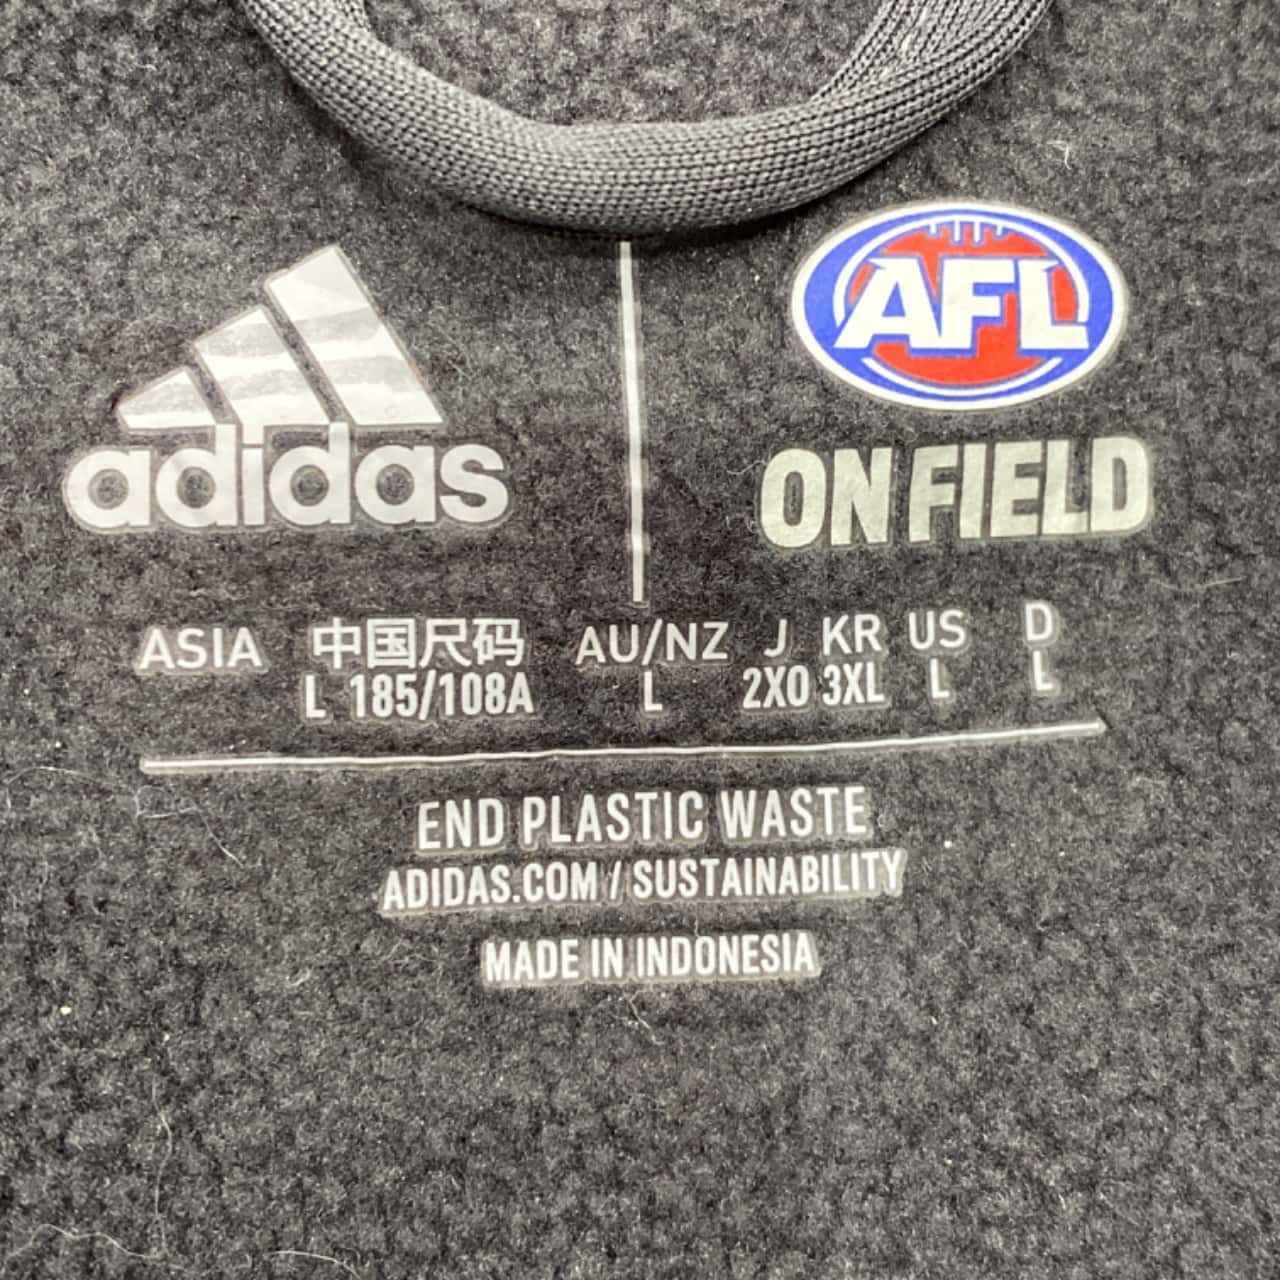 adidas
AFL
ON FIELD
ASIA 中国尺码 AU/NZ J KR US D
L 185/108A L 2XO 3XL L L
END PLASTIC WASTE
ADIDAS.COM / SUSTAINABILITY
MADE IN INDONESIA